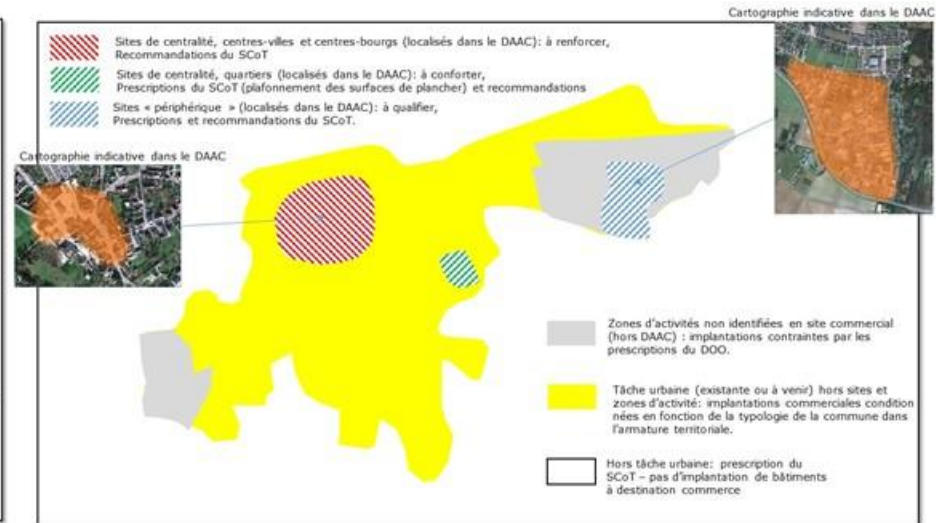 Cartographie indicative dans le DAAC
Sites de centralité, centres-villes et centres-bourgs (localisés dans le DAAC): à renforcer,
Recommandations du SCoT
Sites de centralité, quartiers (localisés dans le DAAC): à conforter,
Prescriptions du SCoT (plafonnement des surfaces de plancher) et recommandations
Sites « périphérique » (localisés dans le DAAC): à qualifier,
Prescriptions et recommandations du SCoT.
Cartographie indicative dans le DAAC
Zones d'activités non identifiées en site commercial
(hors DAAC) : implantations contraintes par les
prescriptions du DOO.
Tâche urbaine (existante ou à venir) hors sites et
zones d'activité: implantations commerciales condition
nées en fonction de la typologie de la commune dans
l'armature territoriale.
Hors tâche urbaine: prescription du
SCoT – pas d'implantation de bâtiments
à destination commerce